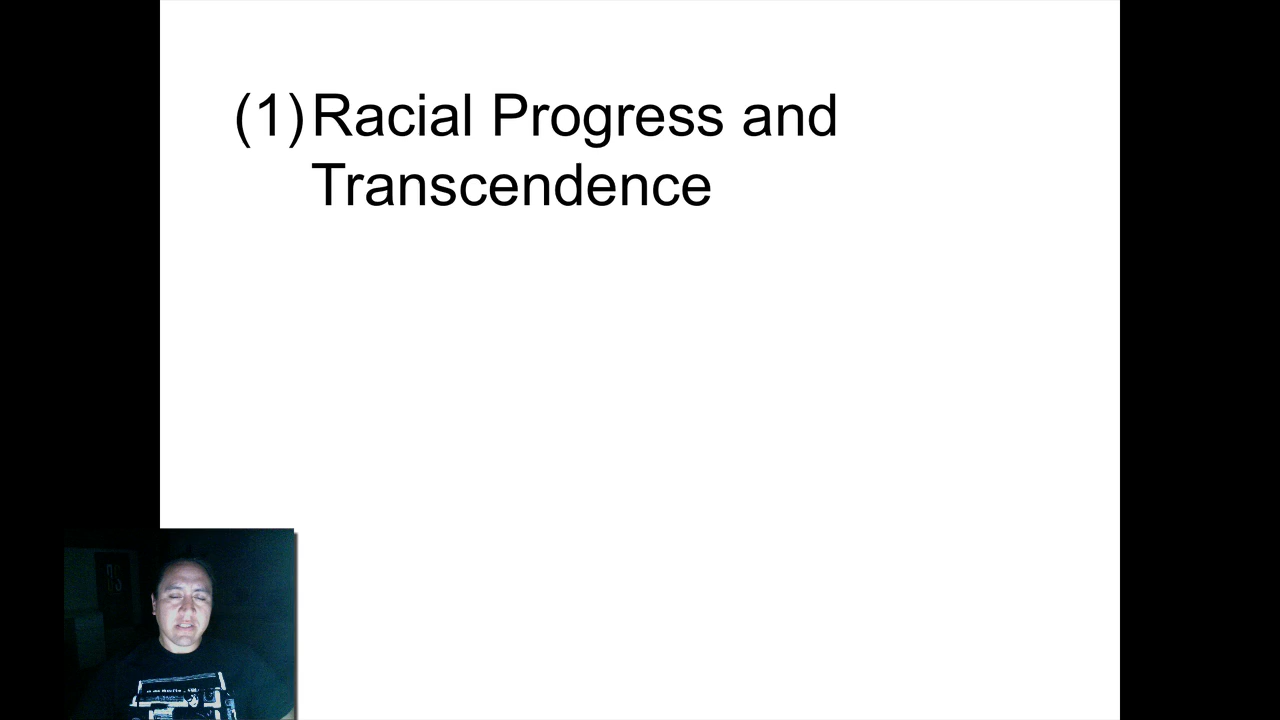 (1) Racial Progress and
Transcendence